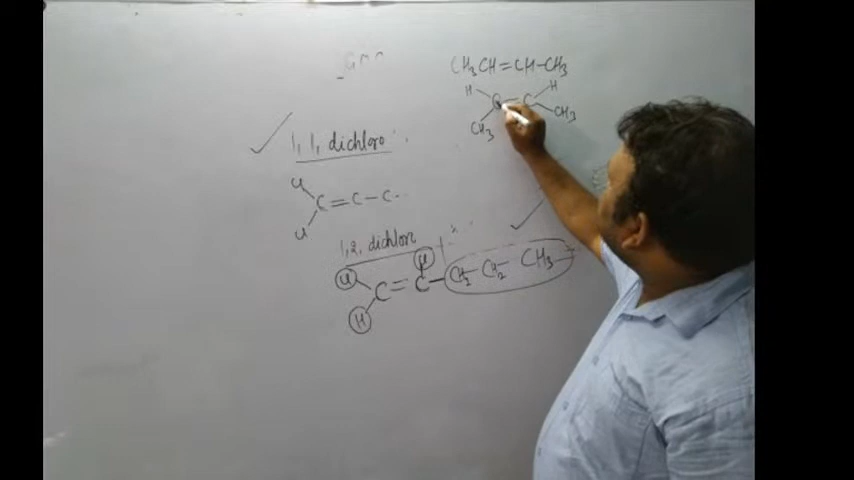 CH3CH=CH-CH3
H H
C C
CH3 CH3
1, 1, dichloro
Cl
C=C-C-
Cl
1,2, dichloro
Cl Cl
C=C-CH2-CH2-CH3
H